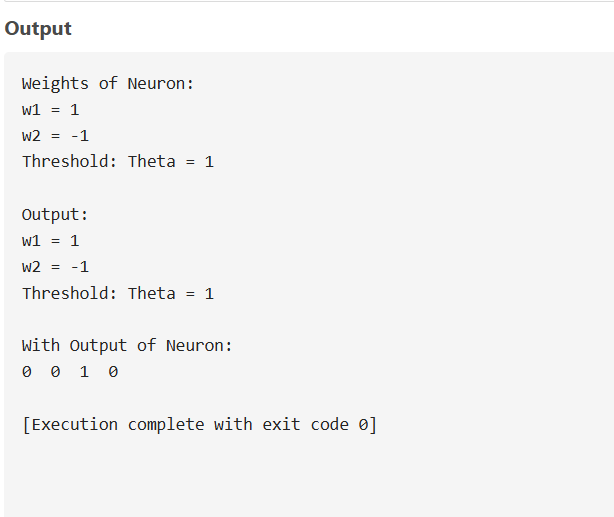 Output
Weights of Neuron:
w1 = 1
w2 = -1
Threshold: Theta = 1
Output:
w1 = 1
w2 = -1
Threshold: Theta = 1
With Output of Neuron:
0  0  1  0
[Execution complete with exit code 0]